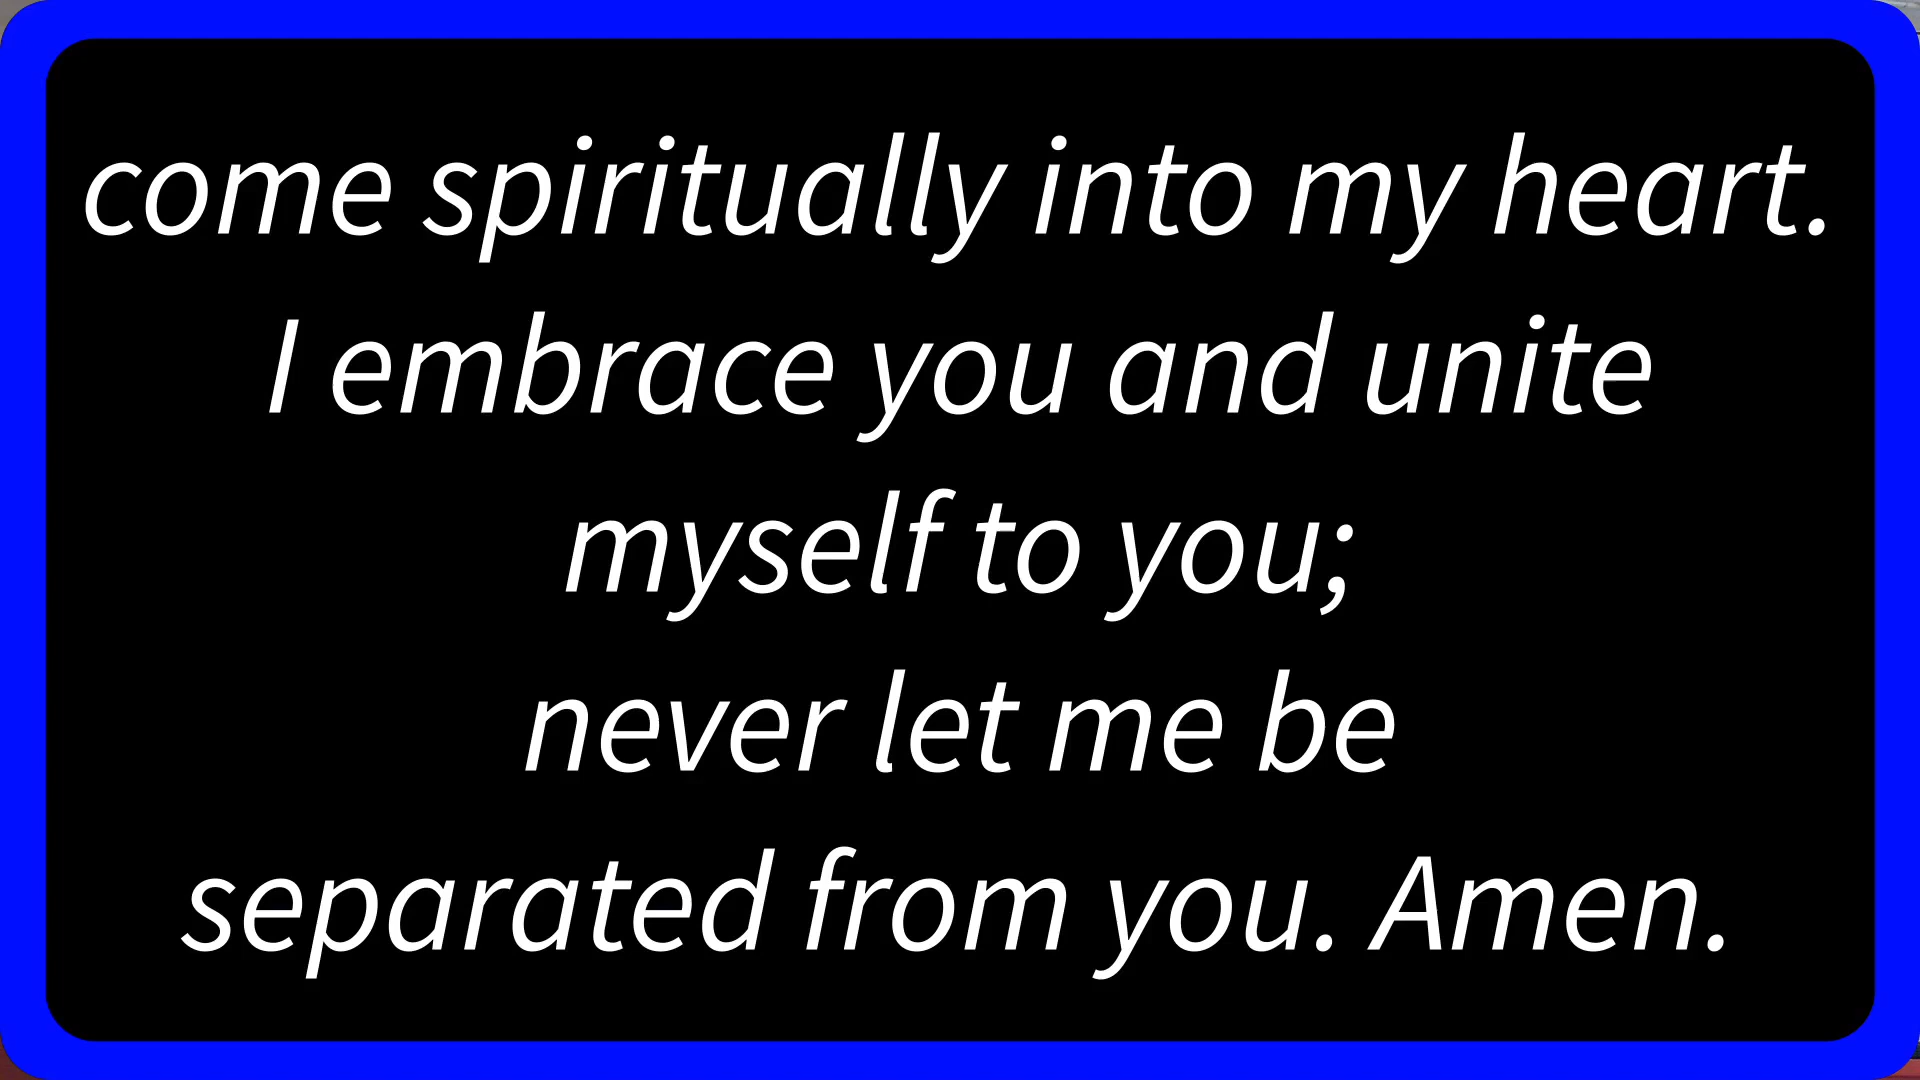 come spiritually into my heart.
I embrace you and unite
myself to you;
never let me be
separated from you. Amen.